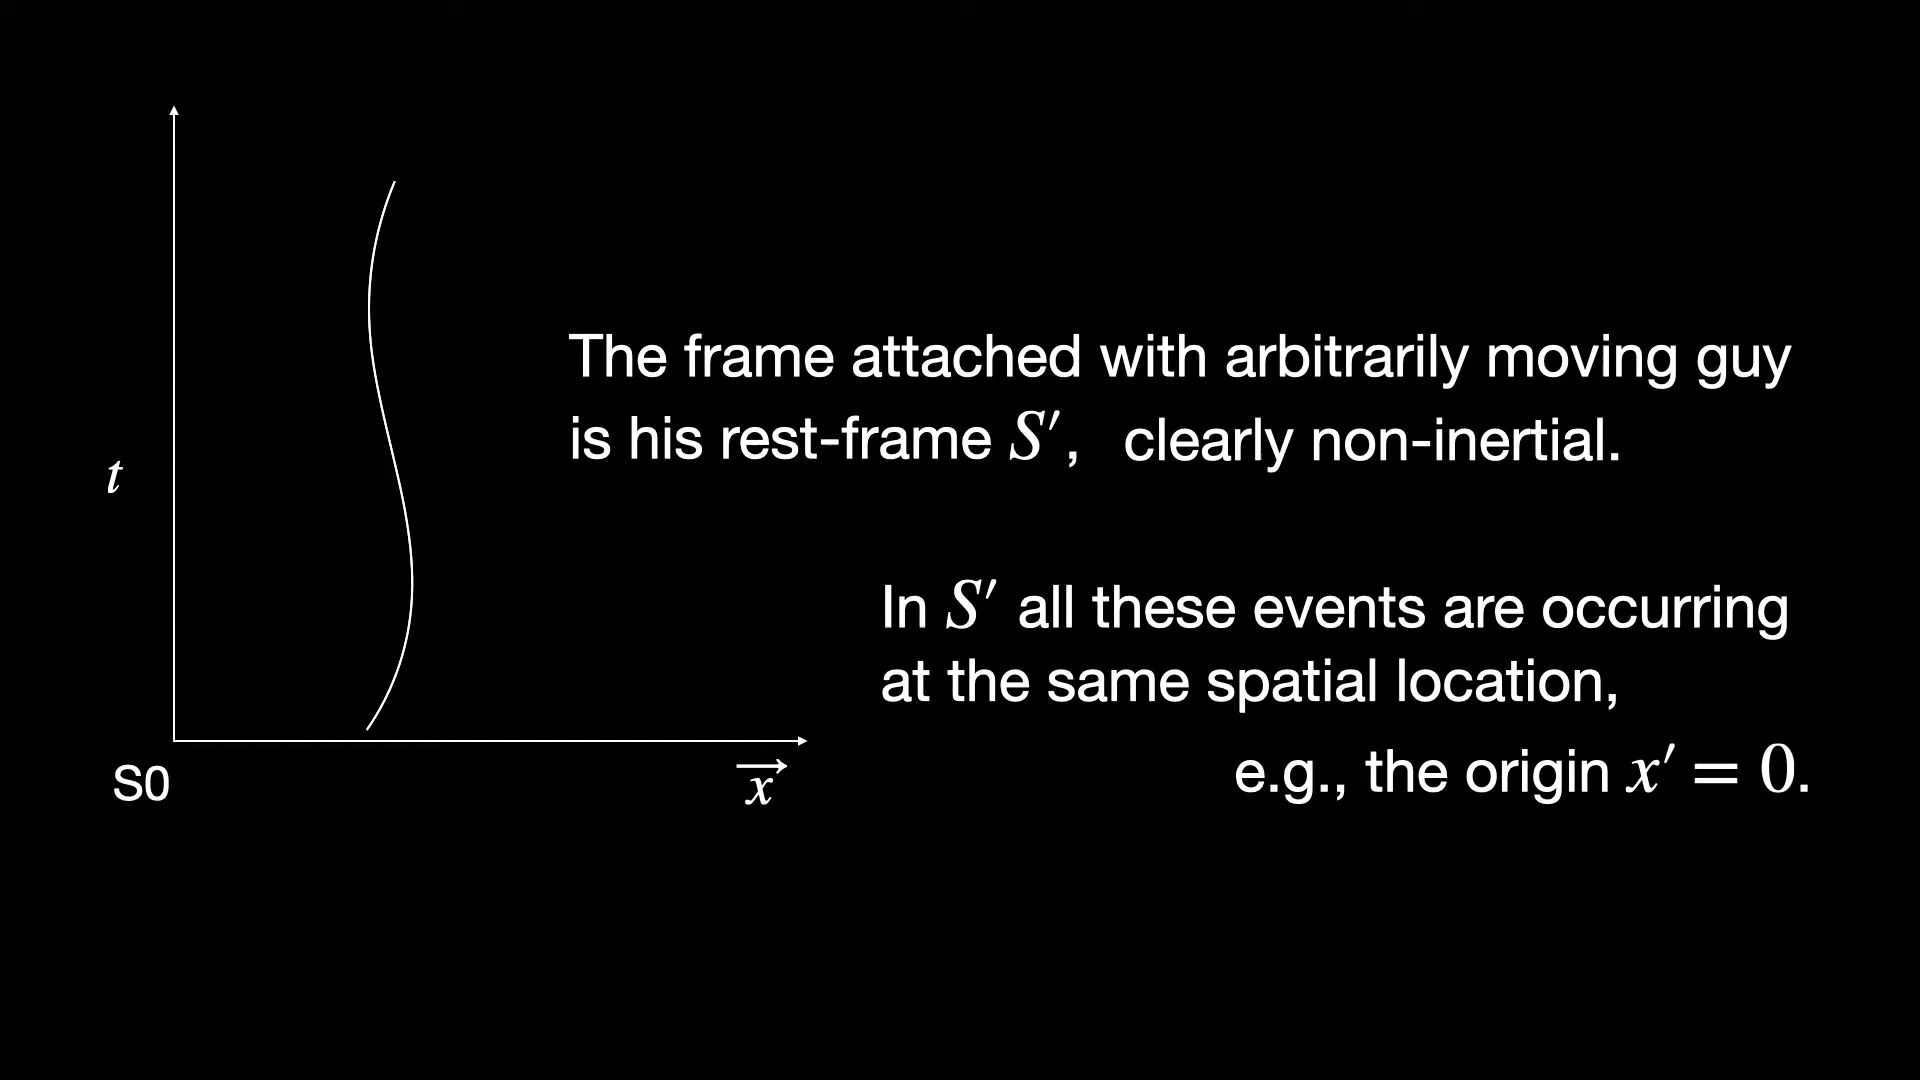 The frame attached with arbitrarily moving guy
is his rest-frame S′, clearly non-inertial.
t
In S′ all these events are occurring
at the same spatial location,
e.g., the origin x′ = 0.
S0
x⃗